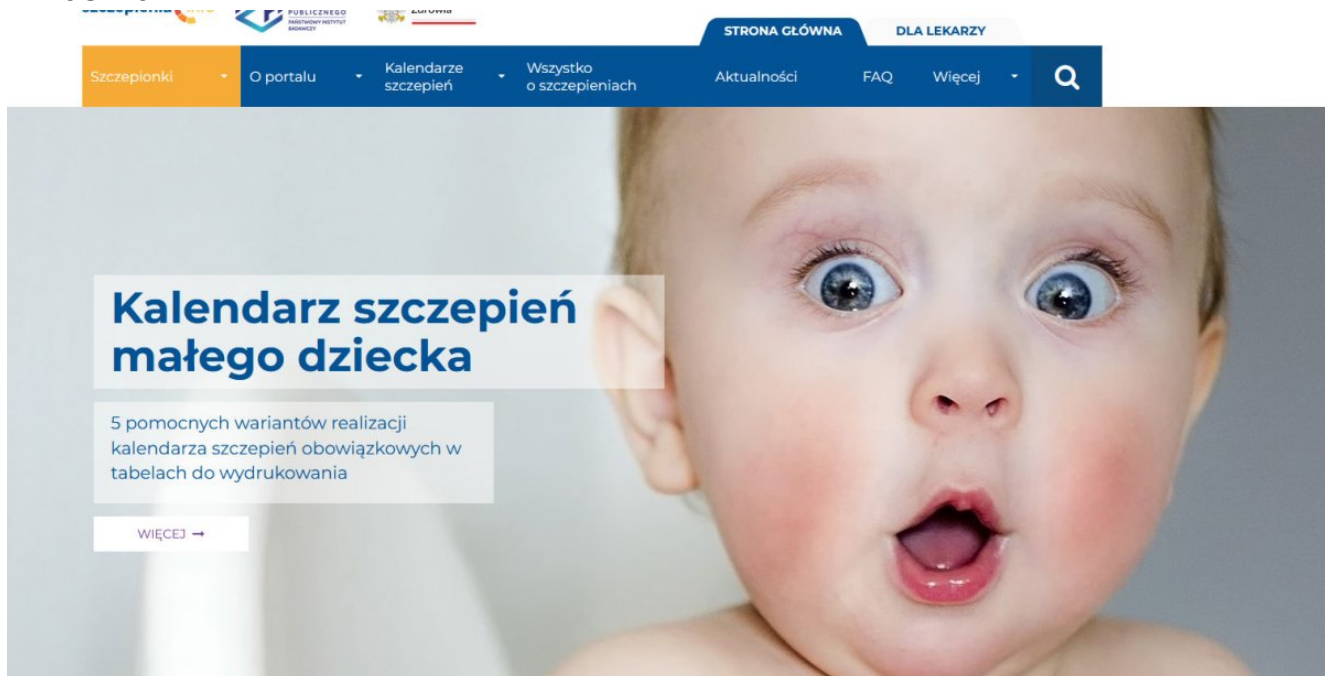 PUBLICZNEGO
PAŃSTWOWY INSTYTUT
BADAWCZY
STRONA GŁÓWNA
DLA LEKARZY
Szczepionki
O portalu
Kalendarze
szczepień
Wszystko
o szczepieniach
Aktualności
FAQ
Więcej
Kalendarz szczepień
małego dziecka
5 pomocnych wariantów realizacji
kalendarza szczepień obowiązkowych w
tabelach do wydrukowania
WIĘCEJ →